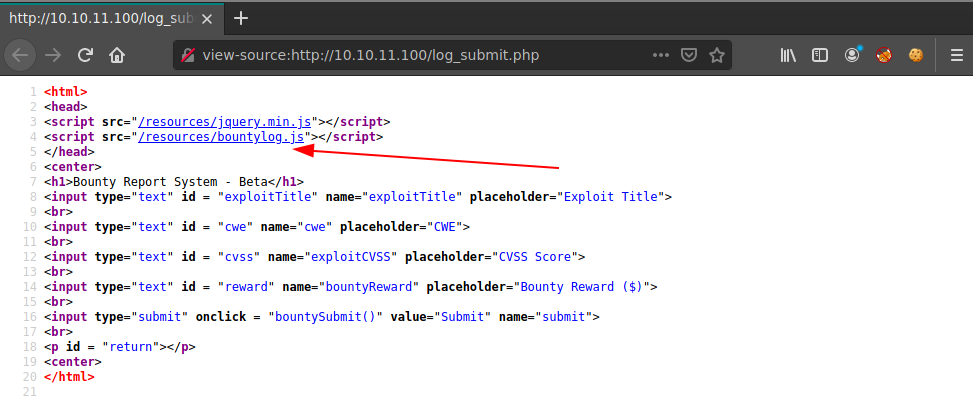 http://10.10.11.100/log_sub
view-source:http://10.10.11.100/log_submit.php
1 <html>
2 <head>
3 <script src="/resources/jquery.min.js"></script>
4 <script src="/resources/bountylog.js"></script>
5 </head>
6 <center>
7 <h1>Bounty Report System - Beta</h1>
8 <input type="text" id = "exploitTitle" name="exploitTitle" placeholder="Exploit Title">
9 <br>
10 <input type="text" id = "cwe" name="cwe" placeholder="CWE">
11 <br>
12 <input type="text" id = "cvss" name="exploitCVSS" placeholder="CVSS Score">
13 <br>
14 <input type="text" id = "reward" name="bountyReward" placeholder="Bounty Reward ($)">
15 <br>
16 <input type="submit" onclick = "bountySubmit()" value="Submit" name="submit">
17 <br>
18 <p id = "return"></p>
19 <center>
20 </html>
21